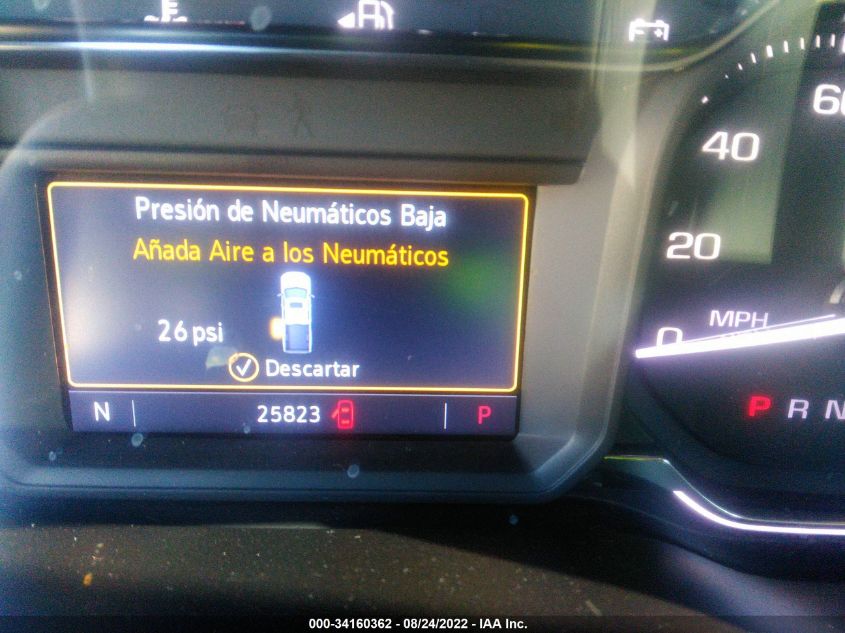 Presión de Neumáticos Baja
Añada Aire a los Neumáticos
26 psi
Descartar
N 25823 P
60
40
20
0
MPH
P R N
000-34160362 - 08/24/2022 - IAA Inc.